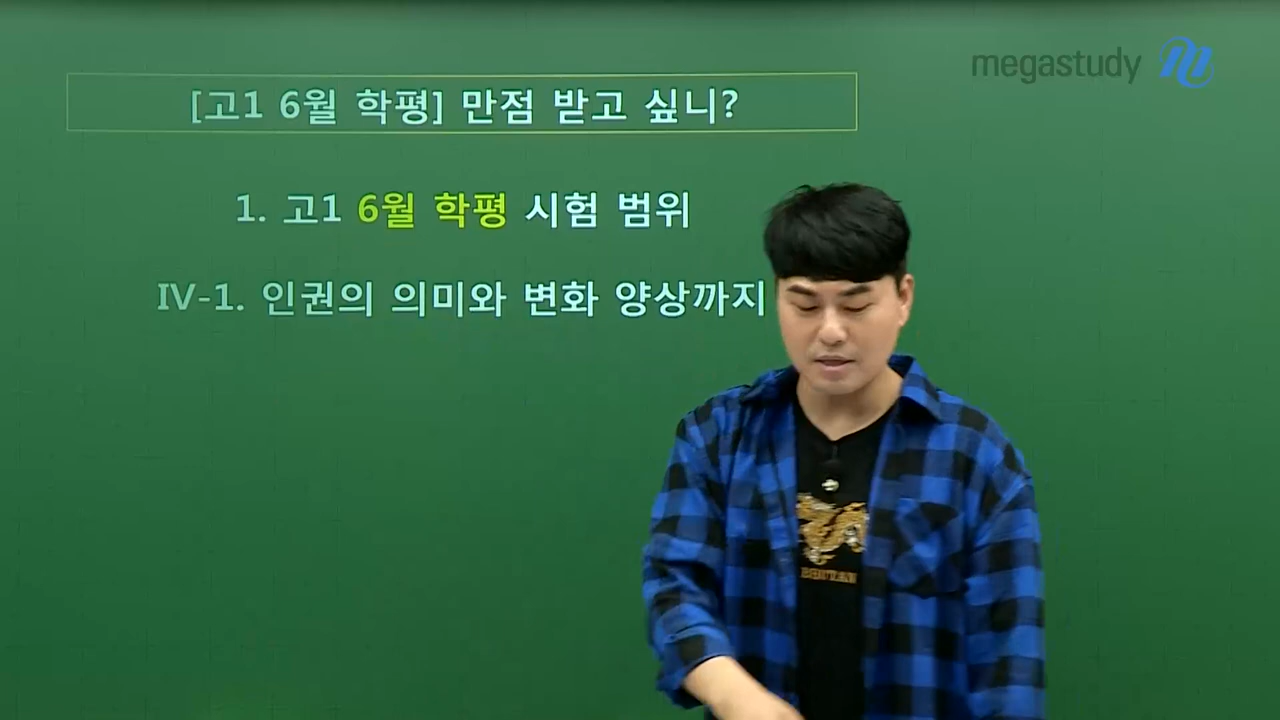 megastudy
[고1 6월 학평] 만점 받고 싶니?
1. 고1 6월 학평 시험 범위
Ⅳ-1. 인권의 의미와 변화 양상까지
BHUTAN